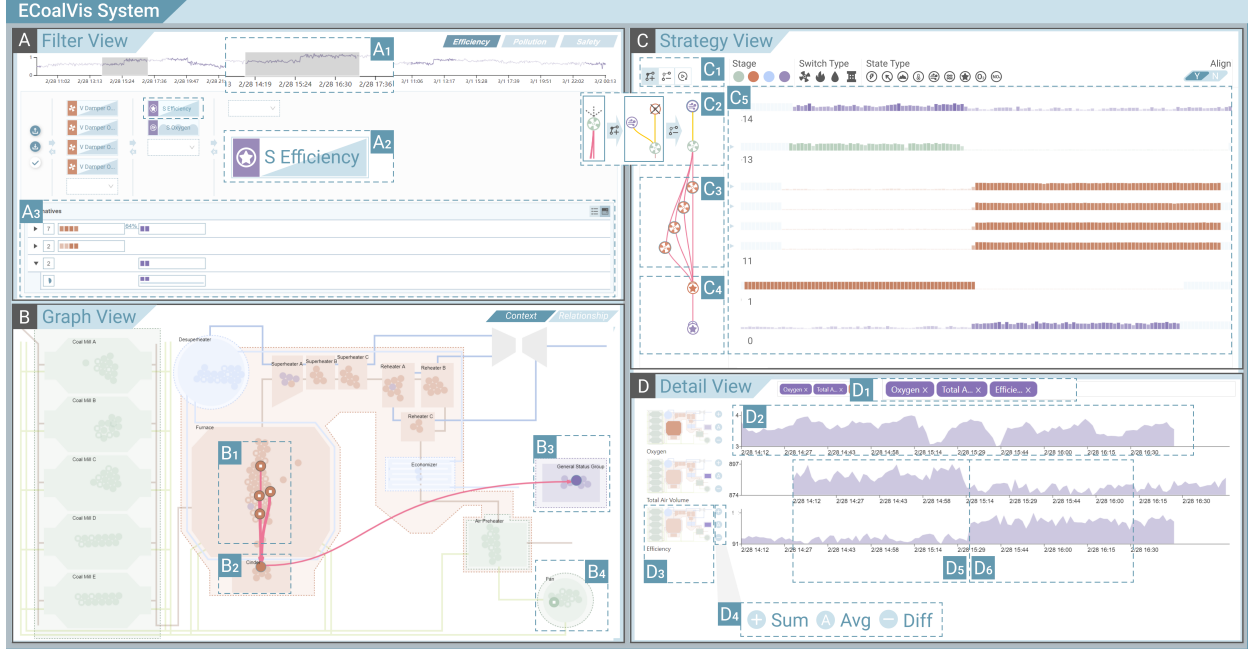 ECoalVis System
A Filter View
Efficiency Pollution Safety
A1
1
0
2/28 11:02 2/28 13:13 2/28 15:24 2/28 17:36 2/28 19:47 2/28 14:19 2/28 15:24 2/28 16:30 2/28 17:36 3/1 11:06 3/1 13:17 3/1 15:28 3/1 17:39 3/1 19:51 3/1 22:02 3/2 00:13
V Damper O... S Efficiency
V Damper O... S Oxygen
V Damper O...
V Damper O...
A2
S Efficiency
A3 natives
7 84%
2
2
B Graph View
Context Relationship
Coal Mill A
Coal Mill B
Coal Mill C
Coal Mill D
Coal Mill E
Desuperheater
Superheater A Superheater B Superheater C
Reheater A Reheater B
Reheater C
Furnace
Economizer
General Status Group
Air Preheater
Fan
B1
B2
B3
B4
C Strategy View
C1 Stage Switch Type State Type Align
Y N
C2
C3
C4
C5
14
13
11
1
0
D Detail View
Oxygen X Total A... X D1 Oxygen X Total A... X Efficie... X
D2
4
3
2/28 14:12 2/28 14:27 2/28 14:43 2/28 14:58 2/28 15:14 2/28 15:29 2/28 15:44 2/28 16:00 2/28 16:15 2/28 16:30
Oxygen
897
874
2/28 14:12 2/28 14:27 2/28 14:43 2/28 14:58 2/28 15:14 2/28 15:29 2/28 15:44 2/28 16:00 2/28 16:15 2/28 16:30
Total Air Volume
1
91
2/28 14:12 2/28 14:27 2/28 14:43 2/28 14:58 2/28 15:14 2/28 15:29 2/28 15:44 2/28 16:00 2/28 16:15 2/28 16:30
Efficiency
D3
D5 D6
D4
+ Sum A Avg − Diff